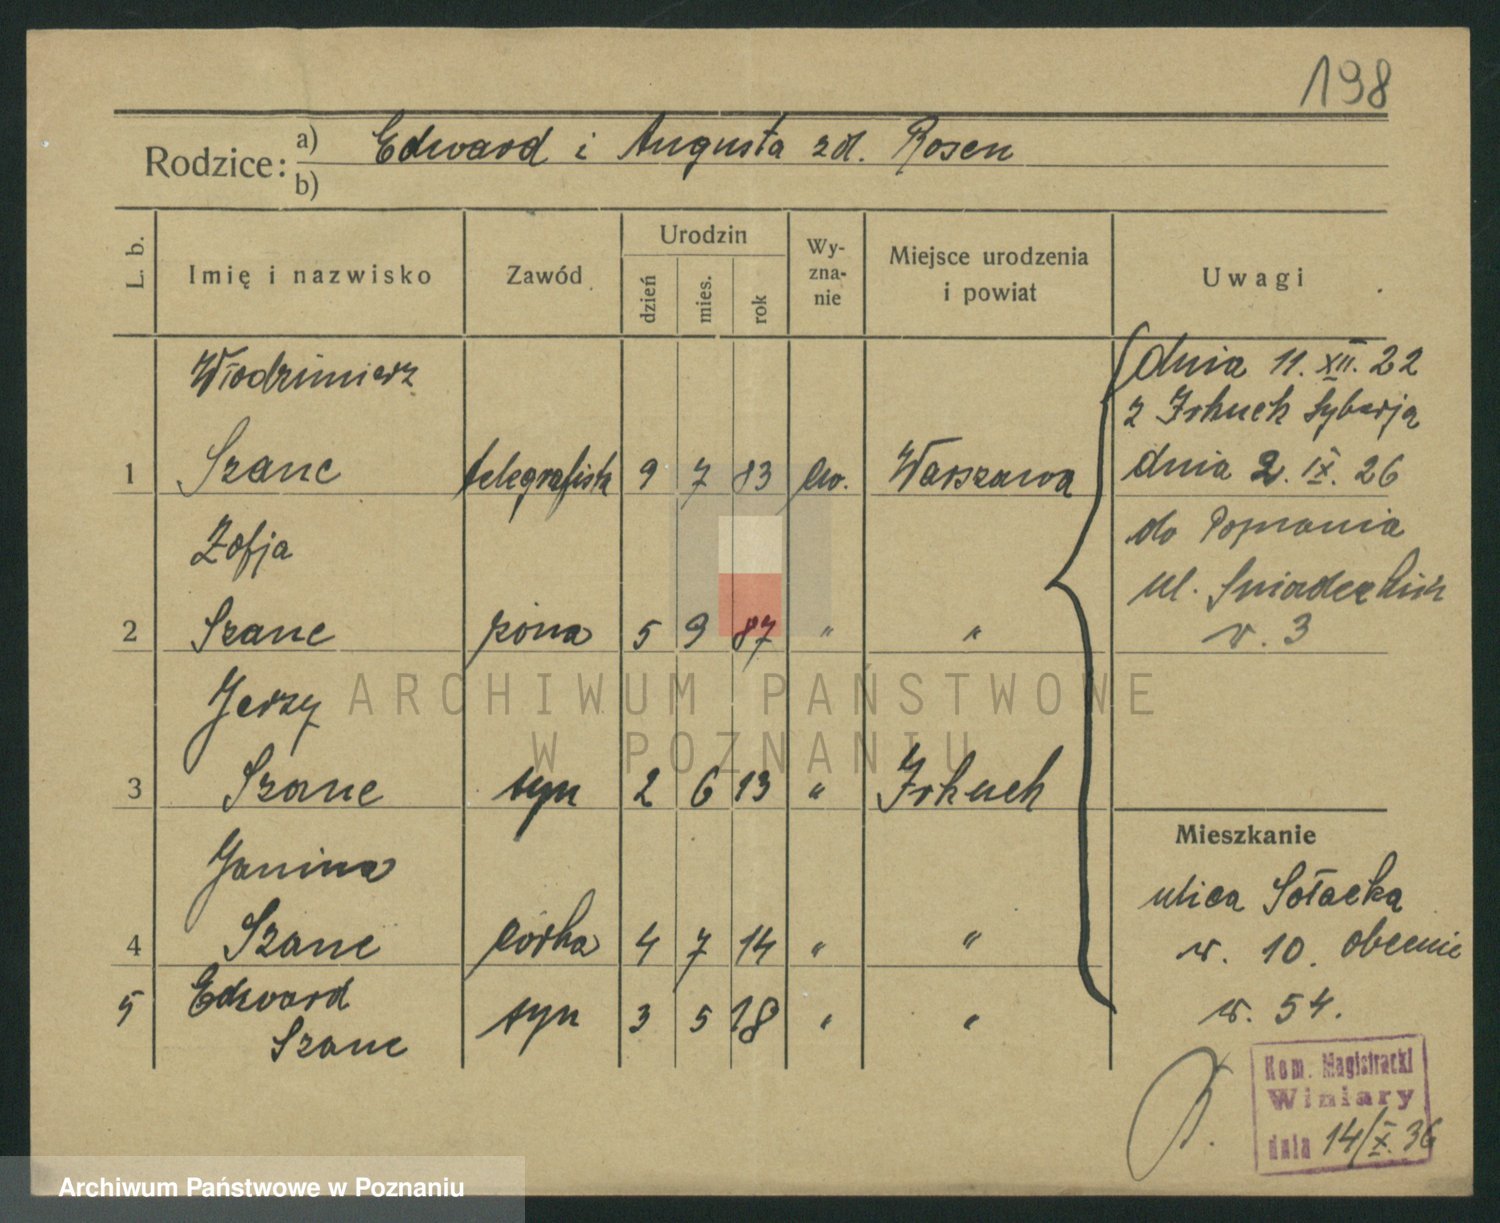 198
Rodzice: a) Edward i Augusta zd. Rosen
b)
L. b. Imię i nazwisko Zawód Urodzin dzień mies. rok Wy-zna-nie Miejsce urodzenia i powiat Uwagi
Włodzimierz
1 Szanc telegrafista 9 7 83 ew. Warszawa
Zofja
2 Szanc żona 5 9 87 " "
Jerzy
3 Szanc syn 2 6 13 " Irkuck
Janina
4 Szanc córka 4 7 14 " "
5 Edward
Szanc syn 3 5 18 " "
dnia 11. XII. 22
z Irkuck Syberja
dnia 2. IX. 26
do Poznania
ul. Śniadeckich
n. 3
Mieszkanie
ulica Sołacka
n. 10. obecnie
n. 54.
Kom. Magistracki
Winiary
dnia 14/X. 36
ARCHIWUM PAŃSTWOWE
W POZNANIU
Archiwum Państwowe w Poznaniu